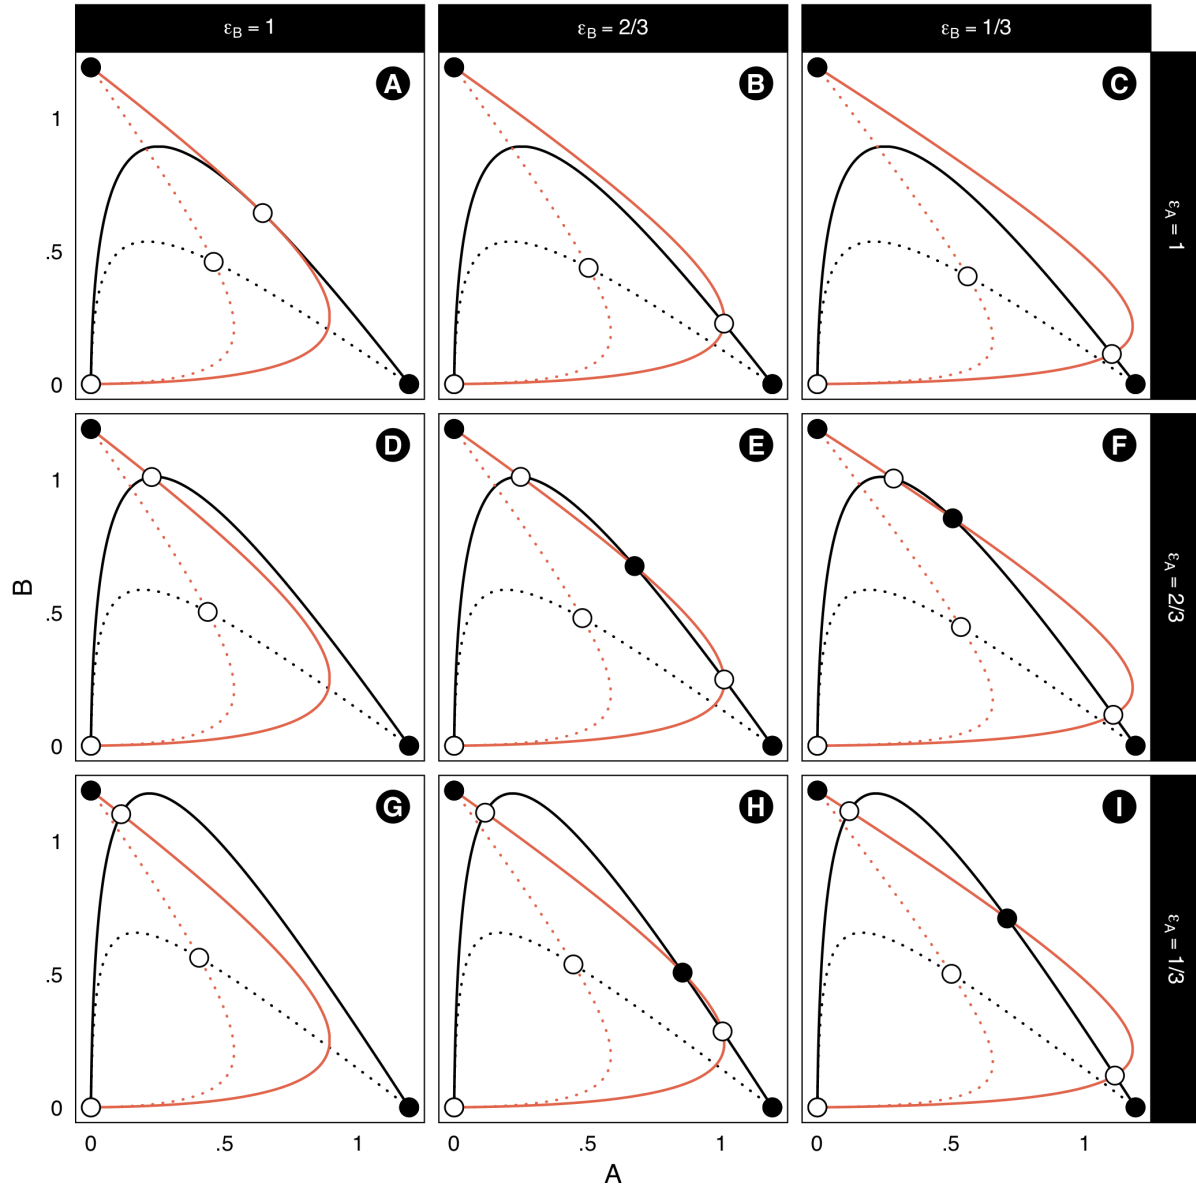 εB = 1
εB = 2/3
εB = 1/3
A
B
C
1
.5
0
εA = 1
D
E
F
1
.5
0
εA = 2/3
B
G
H
I
1
.5
0
εA = 1/3
0 .5 1
0 .5 1
0 .5 1
A